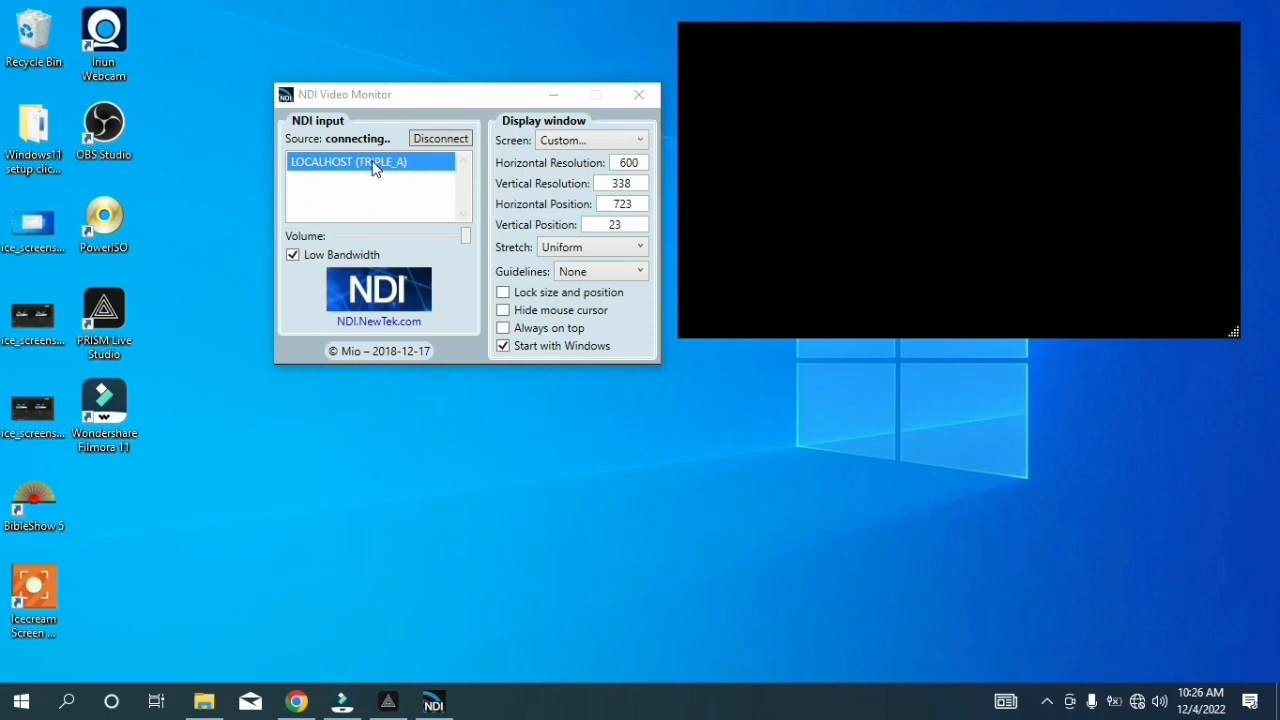 Recycle Bin
Iriun
Webcam
Windows11
setup clic...
OBS Studio
ice_screens...
PowerISO
ice_screens...
PRISM Live
Studio
ice_screens...
Wondershare
Filmora 11
BibleShow 5
Icecream
Screen ...
NDI NDI Video Monitor
NDI input
Source: connecting..
Disconnect
LOCALHOST (TRIPLE_A)
Volume:
Low Bandwidth
NDI
NDI.NewTek.com
© Mio – 2018-12-17
Display window
Screen: Custom...
Horizontal Resolution: 600
Vertical Resolution: 338
Horizontal Position: 723
Vertical Position: 23
Stretch: Uniform
Guidelines: None
Lock size and position
Hide mouse cursor
Always on top
Start with Windows
NDI
10:26 AM
12/4/2022